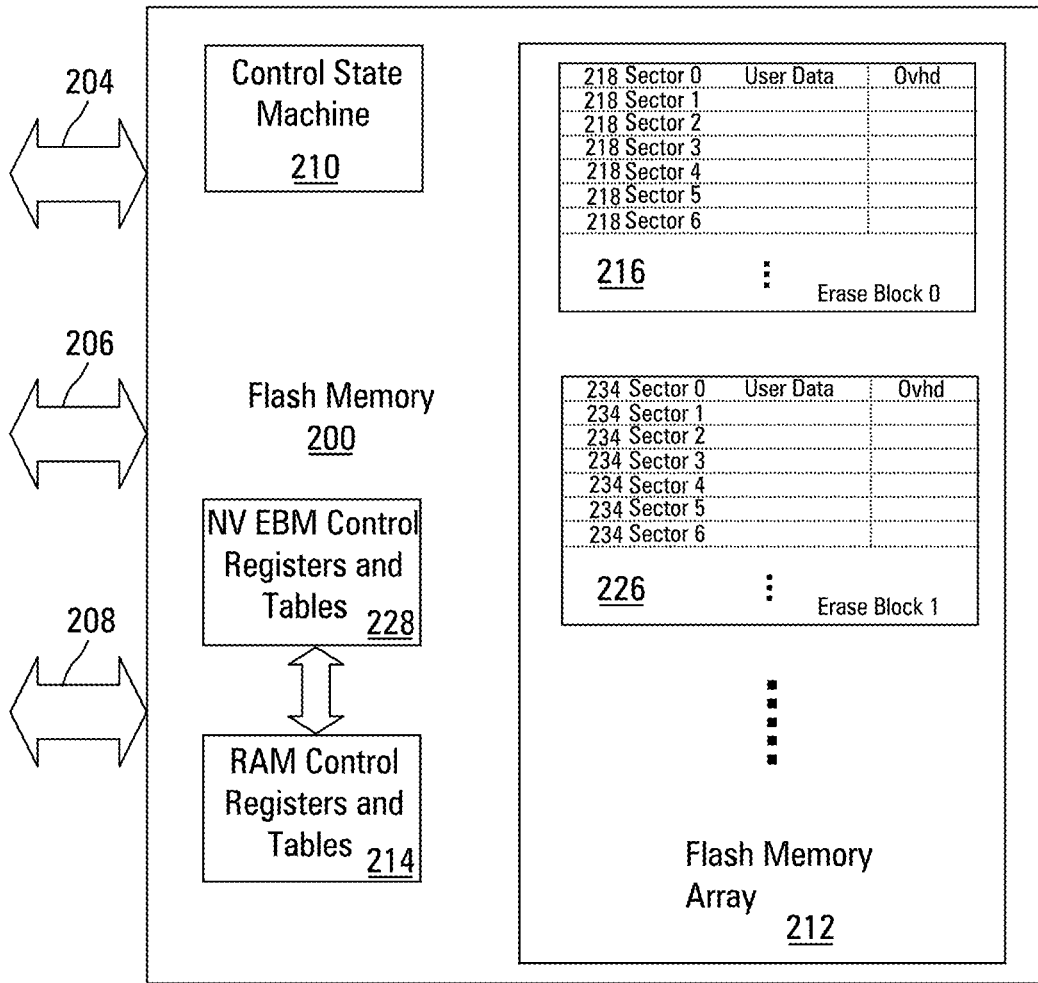 204
206
208
Control State
Machine
210
Flash Memory
200
NV EBM Control
Registers and
Tables
228
RAM Control
Registers and
Tables
214
218 Sector 0 User Data Ovhd
218 Sector 1
218 Sector 2
218 Sector 3
218 Sector 4
218 Sector 5
218 Sector 6
216
Erase Block 0
234 Sector 0 User Data Ovhd
234 Sector 1
234 Sector 2
234 Sector 3
234 Sector 4
234 Sector 5
234 Sector 6
226
Erase Block 1
Flash Memory
Array
212